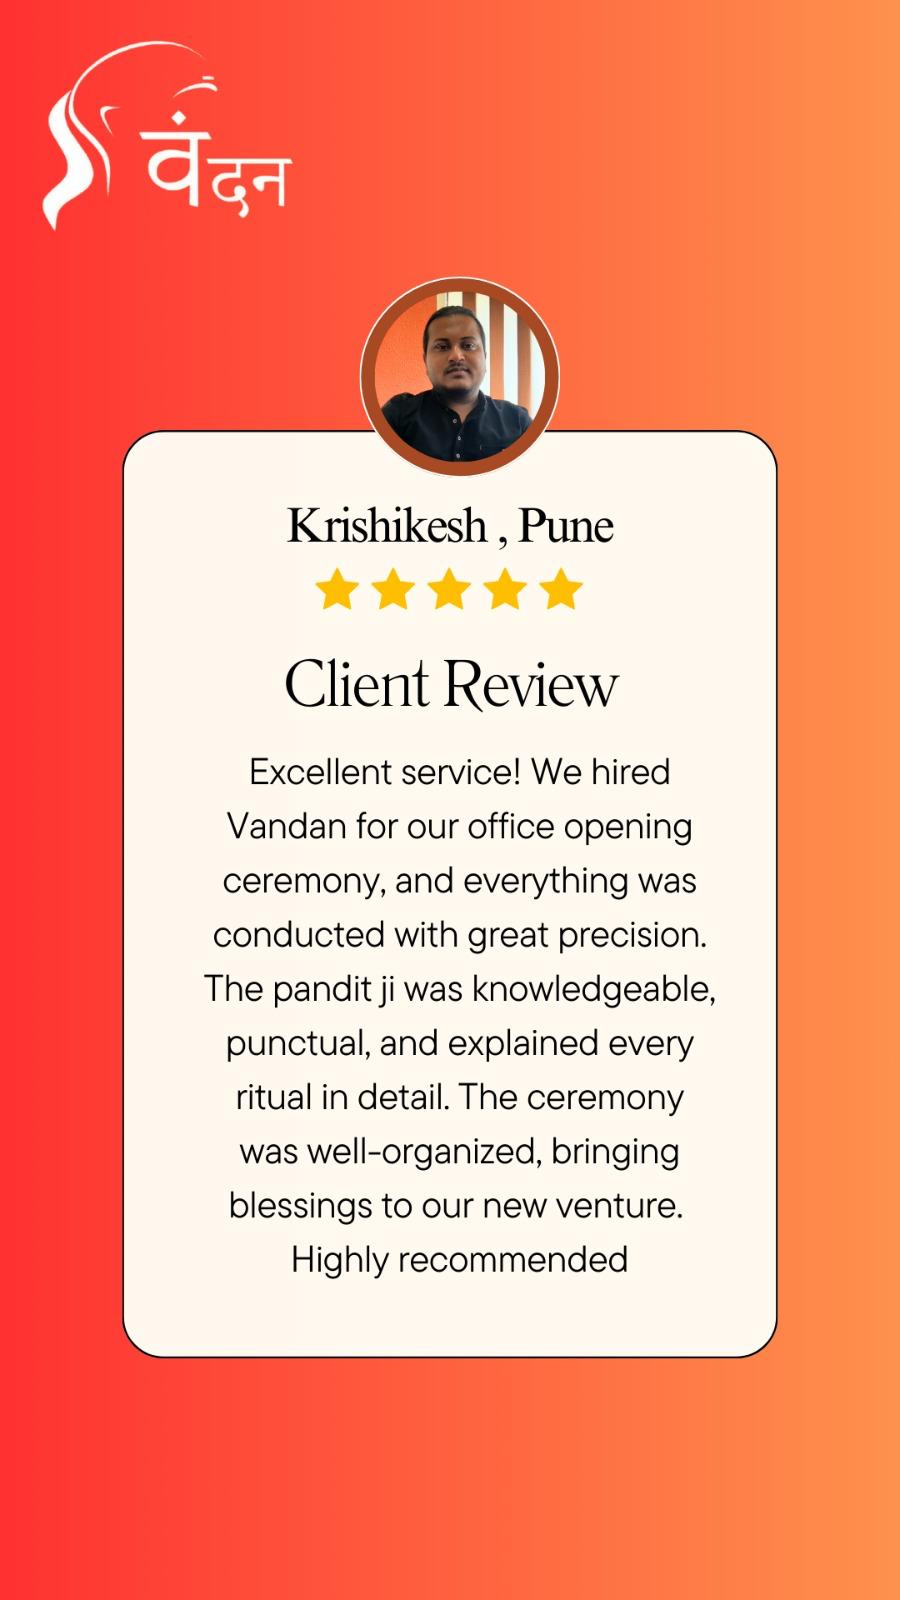 वंदन
Krishikesh , Pune
Client Review
Excellent service! We hired
Vandan for our office opening
ceremony, and everything was
conducted with great precision.
The pandit ji was knowledgeable,
punctual, and explained every
ritual in detail. The ceremony
was well-organized, bringing
blessings to our new venture.
Highly recommended